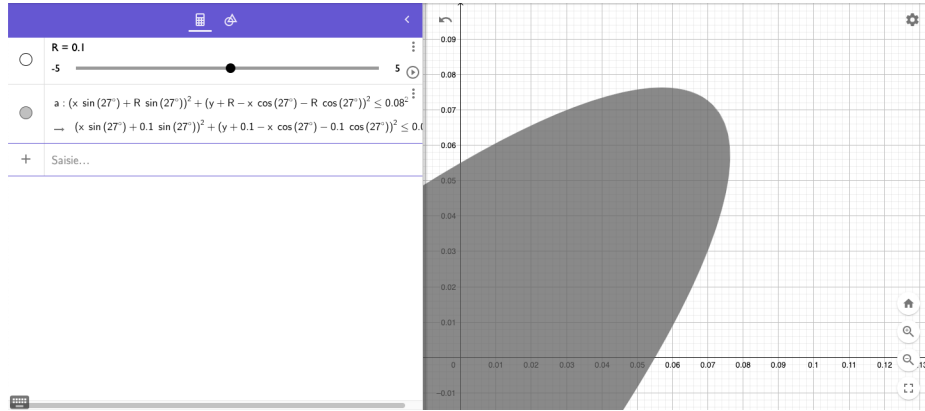 R = 0.1
-5
5
a : (x sin (27°) + R sin (27°))² + (y + R − x cos (27°) − R cos (27°))² ≤ 0.08²
→ (x sin (27°) + 0.1 sin (27°))² + (y + 0.1 − x cos (27°) − 0.1 cos (27°))² ≤ 0.0
+ Saisie...
0.09
0.08
0.07
0.06
0.05
0.04
0.03
0.02
0.01
0 0.01 0.02 0.03 0.04 0.05 0.06 0.07 0.08 0.09 0.1 0.11 0.12 .13
−0.01